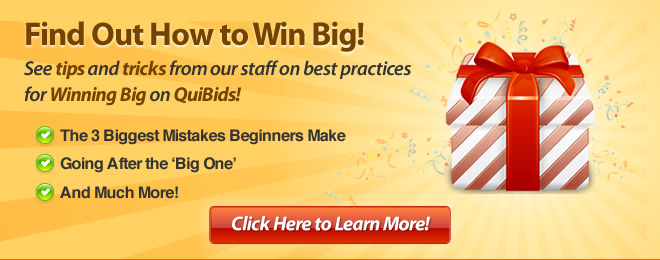 Find Out How to Win Big!
See tips and tricks from our staff on best practices
for Winning Big on QuiBids!
The 3 Biggest Mistakes Beginners Make
Going After the ‘Big One’
And Much More!
Click Here to Learn More!